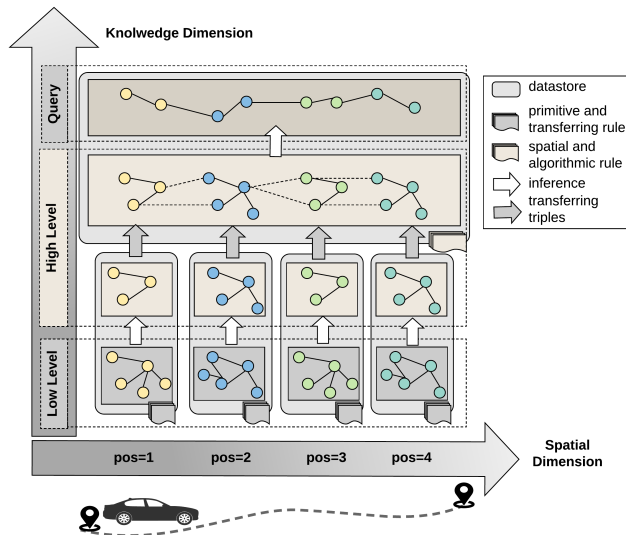 Knolwedge Dimension
Query
High Level
Low Level
datastore
primitive and
transferring rule
spatial and
algorithmic rule
inference
transferring
triples
pos=1
pos=2
pos=3
pos=4
Spatial
Dimension